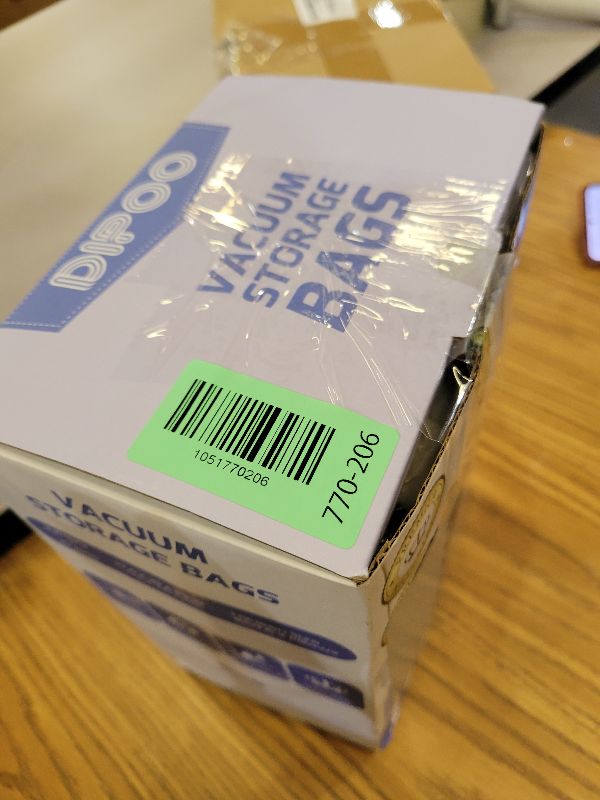 DIPOO
VACUUM
STORAGE
BAGS
1051770206
770-206
VACUUM
STORAGE BAGS